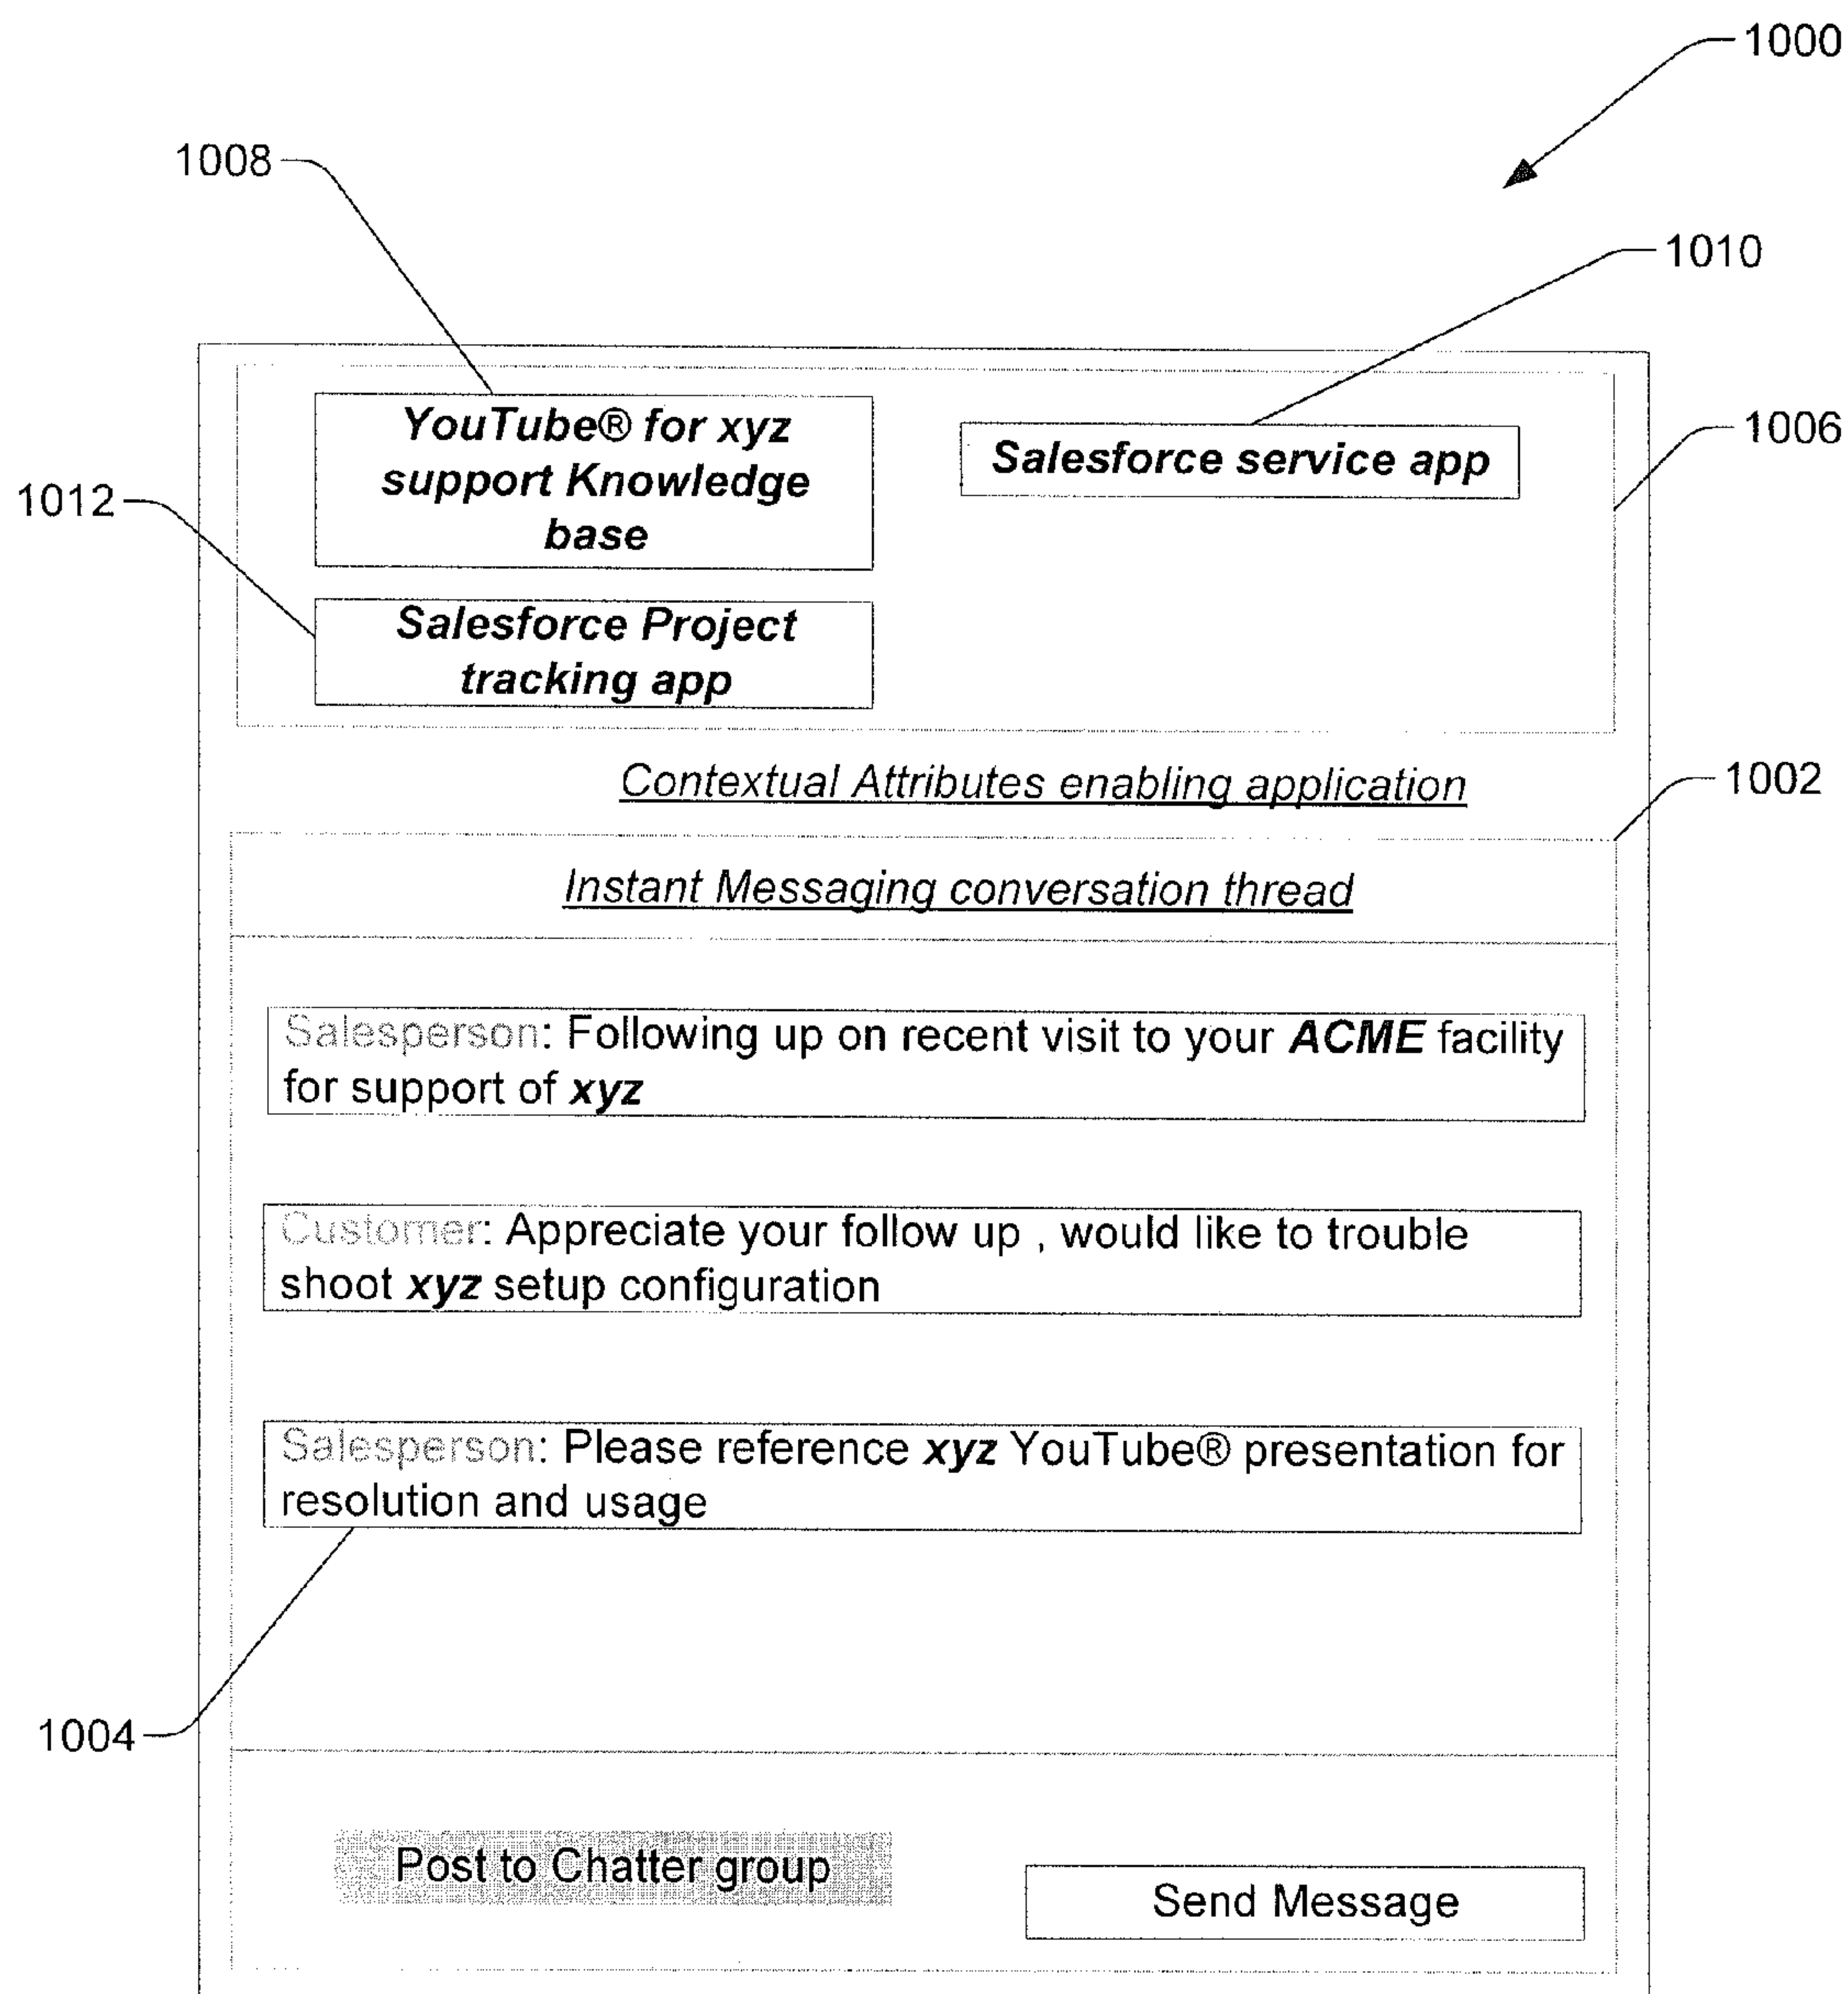 1000
1008
1010
YouTube® for xyz
support Knowledge
base
Salesforce service app
1006
1012
Salesforce Project
tracking app
Contextual Attributes enabling application
1002
Instant Messaging conversation thread
Salesperson: Following up on recent visit to your ACME facility
for support of xyz
Customer: Appreciate your follow up , would like to trouble
shoot xyz setup configuration
Salesperson: Please reference xyz YouTube® presentation for
resolution and usage
1004
Post to Chatter group
Send Message